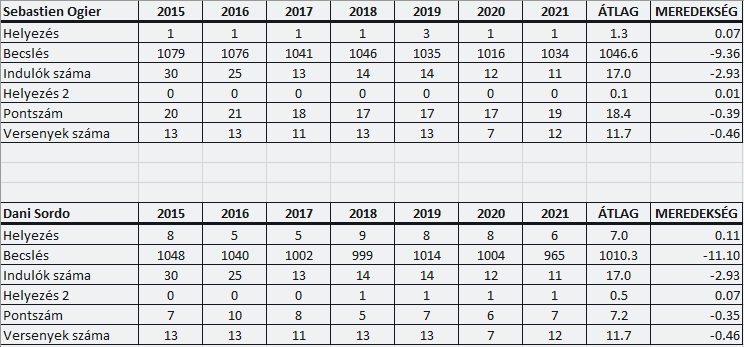 Sebastien Ogier 2015 2016 2017 2018 2019 2020 2021 ÁTLAG MEREDEKSÉG
Helyezés 1 1 1 1 3 1 1 1.3 0.07
Becslés 1079 1076 1041 1046 1035 1016 1034 1046.6 -9.36
Indulók száma 30 25 13 14 14 12 11 17.0 -2.93
Helyezés 2 0 0 0 0 0 0 0 0.1 0.01
Pontszám 20 21 18 17 17 17 19 18.4 -0.39
Versenyek száma 13 13 11 13 13 7 12 11.7 -0.46
Dani Sordo 2015 2016 2017 2018 2019 2020 2021 ÁTLAG MEREDEKSÉG
Helyezés 8 5 5 9 8 8 6 7.0 0.11
Becslés 1048 1040 1002 999 1014 1004 965 1010.3 -11.10
Indulók száma 30 25 13 14 14 12 11 17.0 -2.93
Helyezés 2 0 0 0 1 1 1 1 0.5 0.07
Pontszám 7 10 8 5 7 6 7 7.2 -0.35
Versenyek száma 13 13 11 13 13 7 12 11.7 -0.46